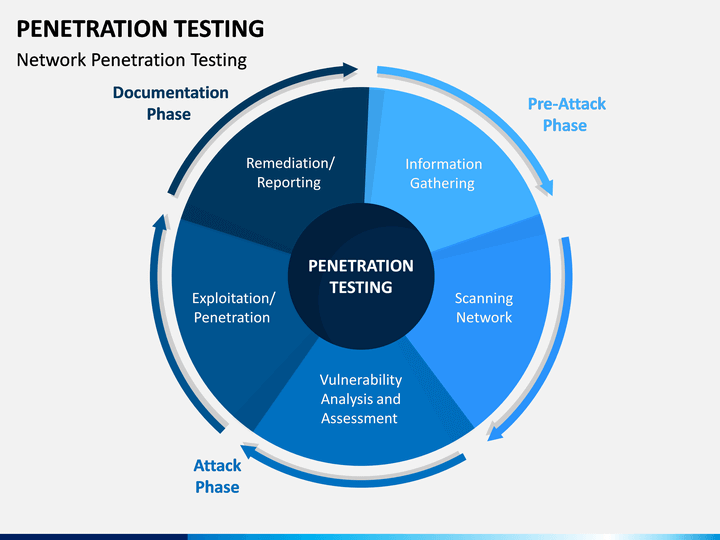 PENETRATION TESTING
Network Penetration Testing
Documentation
Phase
Pre-Attack
Phase
Remediation/
Reporting
Information
Gathering
PENETRATION
TESTING
Exploitation/
Penetration
Scanning
Network
Vulnerability
Analysis and
Assessment
Attack
Phase